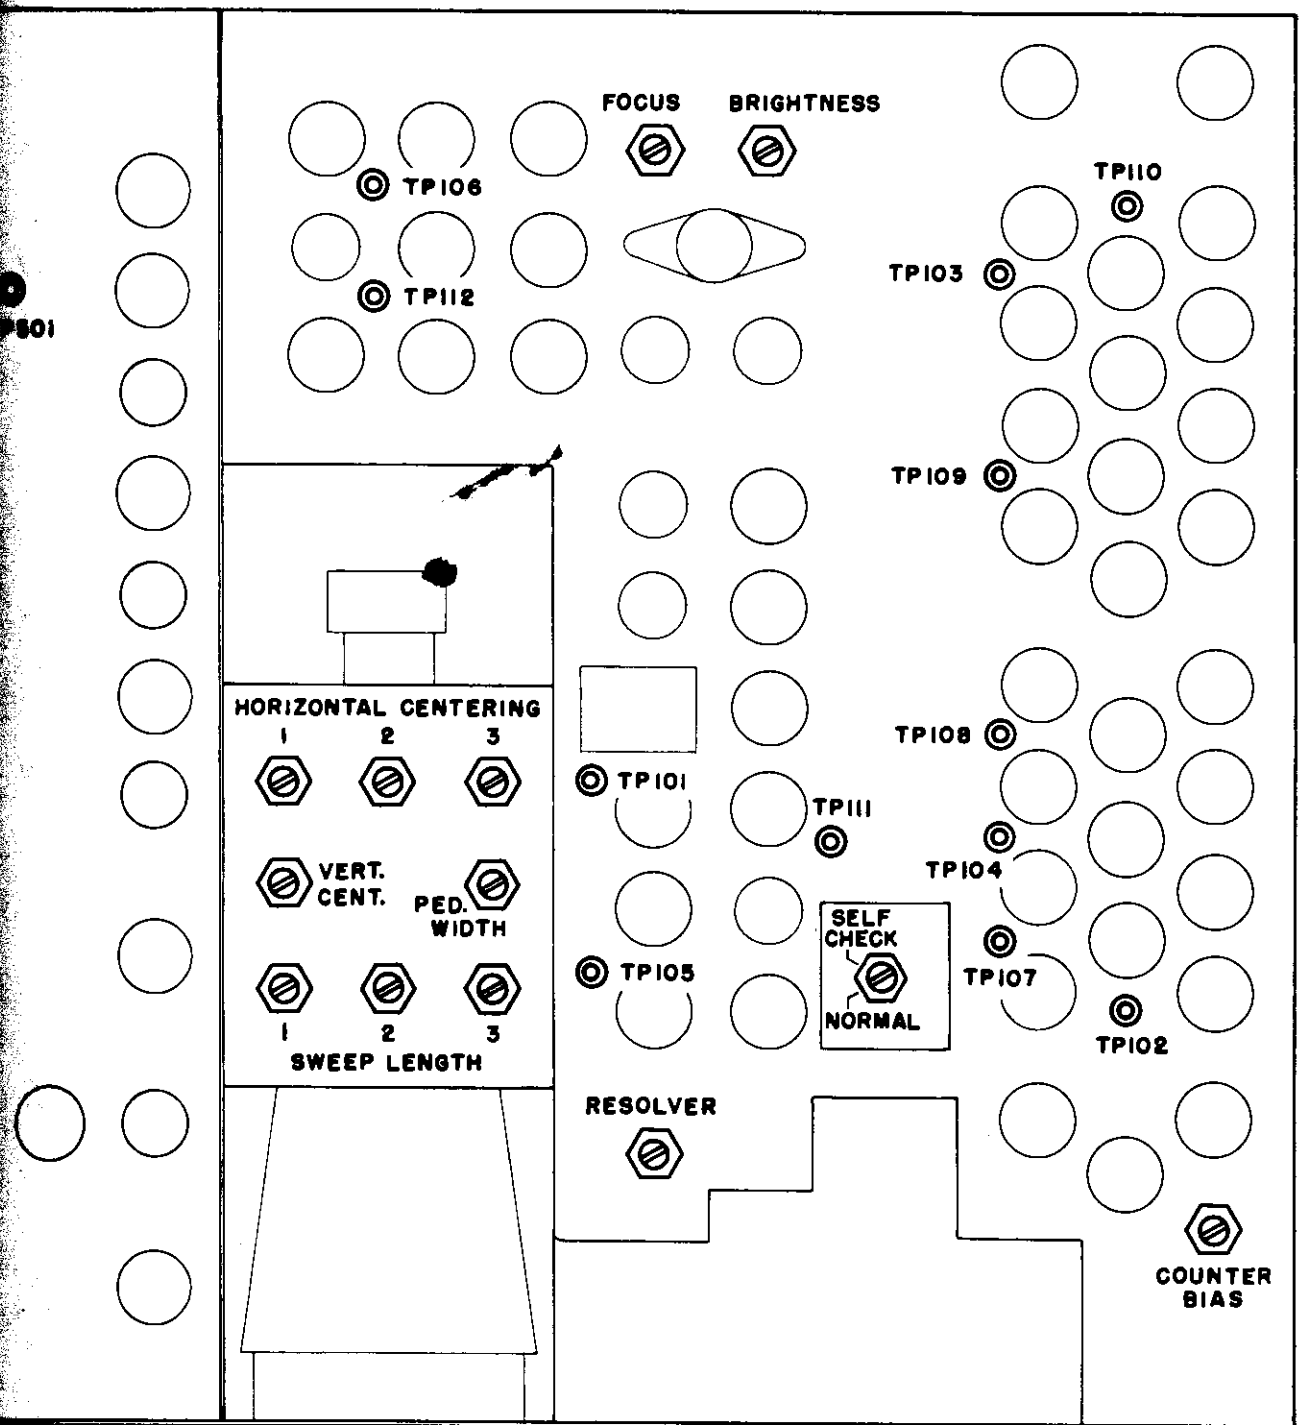 FOCUS
BRIGHTNESS
TP110
TP106
TP103
TP112
P501
TP109
HORIZONTAL CENTERING
1 2 3
TP108
TP101
TP111
VERT.
CENT.
PED.
WIDTH
TP104
SELF
CHECK
TP105
TP107
NORMAL
1 2 3
SWEEP LENGTH
TP102
RESOLVER
COUNTER
BIAS